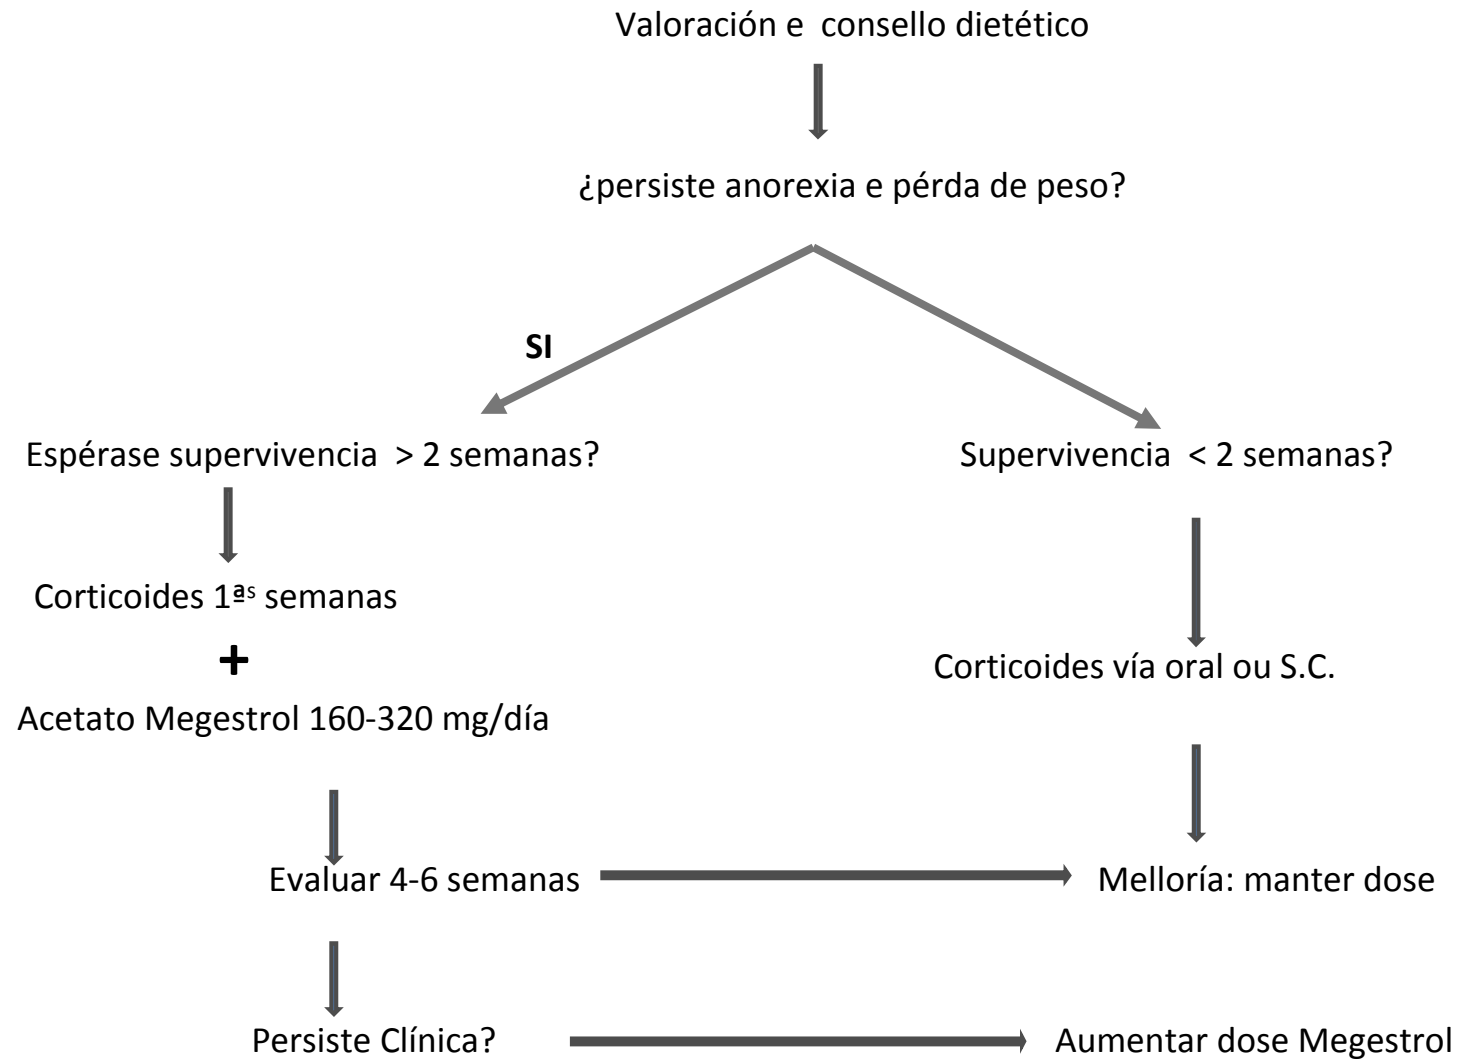 Valoración e consello dietético
¿persiste anorexia e pérda de peso?
SI
Espérase supervivencia > 2 semanas?
Supervivencia < 2 semanas?
Corticoides 1ªˢ semanas
+
Corticoides vía oral ou S.C.
Acetato Megestrol 160-320 mg/día
Evaluar 4-6 semanas
Melloría: manter dose
Persiste Clínica?
Aumentar dose Megestrol